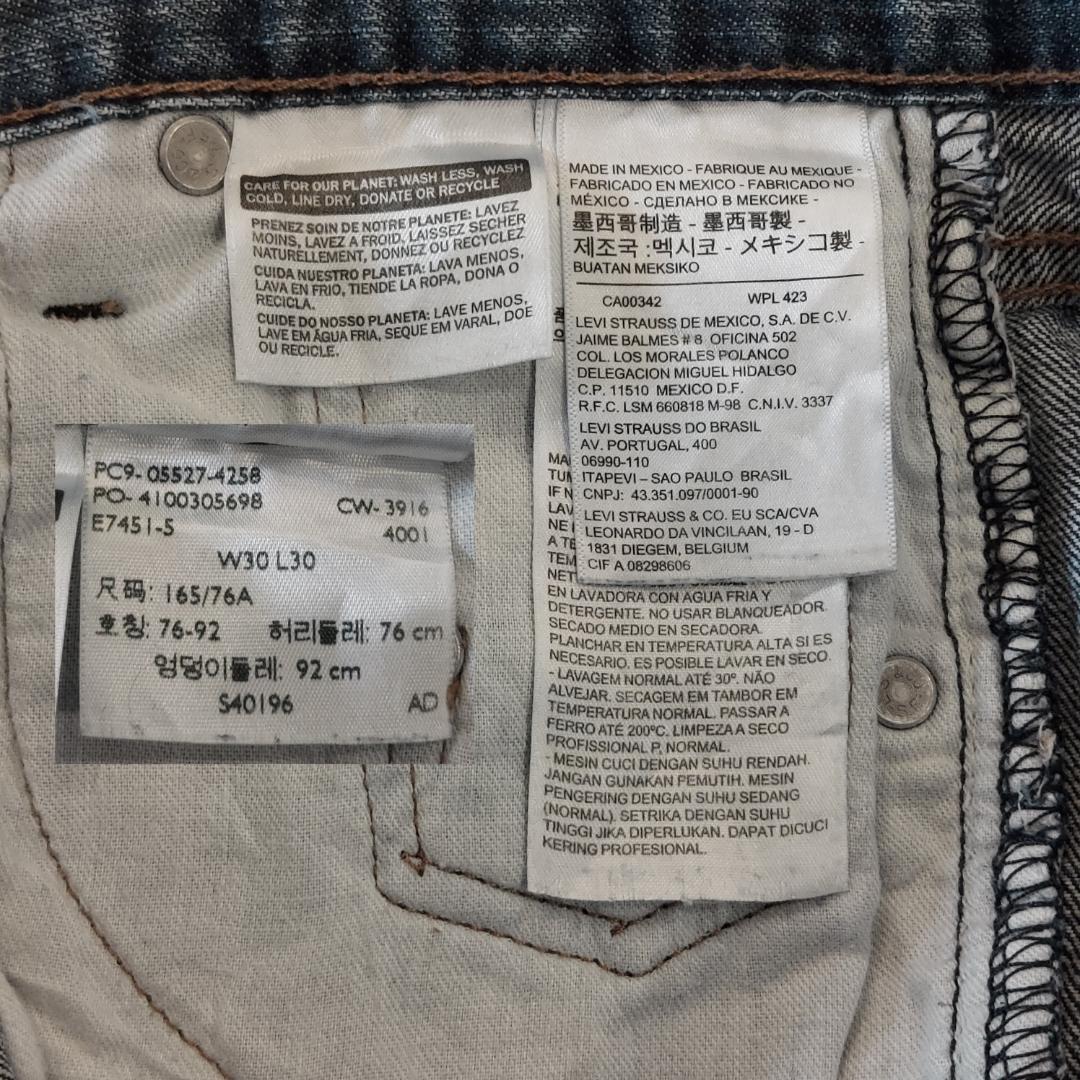 CARE FOR OUR PLANET: WASH LESS, WASH
COLD, LINE DRY, DONATE OR RECYCLE
PRENEZ SOIN DE NOTRE PLANETE: LAVEZ
MOINS, LAVEZ A FROID, LAISSEZ SECHER
NATURELLEMENT, DONNEZ OU RECYCLEZ
CUIDA NUESTRO PLANETA: LAVA MENOS,
LAVA EN FRIO, TIENDE LA ROPA, DONA O
RECICLA.
CUIDE DO NOSSO PLANETA: LAVE MENOS,
LAVE EM ÁGUA FRIA, SEQUE EM VARAL, DOE
OU RECICLE.
MADE IN MEXICO - FABRIQUE AU MEXIQUE -
FABRICADO EN MEXICO - FABRICADO NO
MÉXICO - СДЕЛАНО В МЕКСИКЕ -
墨西哥制造 - 墨西哥製 -
제조국 :멕시코 - メキシコ製 -
BUATAN MEKSIKO
CA00342 WPL 423
LEVI STRAUSS DE MEXICO, S.A. DE C.V.
JAIME BALMES # 8 OFICINA 502
COL. LOS MORALES POLANCO
DELEGACION MIGUEL HIDALGO
C.P. 11510 MEXICO D.F.
R.F.C. LSM 660818 M-98 C.N.I.V. 3337
LEVI STRAUSS DO BRASIL
AV. PORTUGAL, 400
06990-110
ITAPEVI – SAO PAULO BRASIL
CNPJ: 43.351.097/0001-90
LEVI STRAUSS & CO. EU SCA/CVA
LEONARDO DA VINCILAAN, 19 - D
1831 DIEGEM, BELGIUM
CIF A 08298606
PC9-05527-4258
PO-4100305698 CW-3916
E7451-5 4001
W30 L30
尺码: 165/76A
호칭: 76-92 허리둘레: 76 cm
엉덩이둘레: 92 cm
S40196 AD
MA
TUM
IF N
LAV
NE
A TE
TEM
NET
EN LAVADORA CON AGUA FRIA Y
DETERGENTE. NO USAR BLANQUEADOR.
SECADO MEDIO EN SECADORA.
PLANCHAR EN TEMPERATURA ALTA SI ES
NECESARIO. ES POSIBLE LAVAR EN SECO.
- LAVAGEM NORMAL ATÉ 30º. NÃO
ALVEJAR. SECAGEM EM TAMBOR EM
TEMPERATURA NORMAL. PASSAR A
FERRO ATÉ 200ºC. LIMPEZA A SECO
PROFISSIONAL P, NORMAL.
- MESIN CUCI DENGAN SUHU RENDAH.
JANGAN GUNAKAN PEMUTIH. MESIN
PENGERING DENGAN SUHU SEDANG
(NORMAL). SETRIKA DENGAN SUHU
TINGGI JIKA DIPERLUKAN. DAPAT DICUCI
KERING PROFESIONAL.